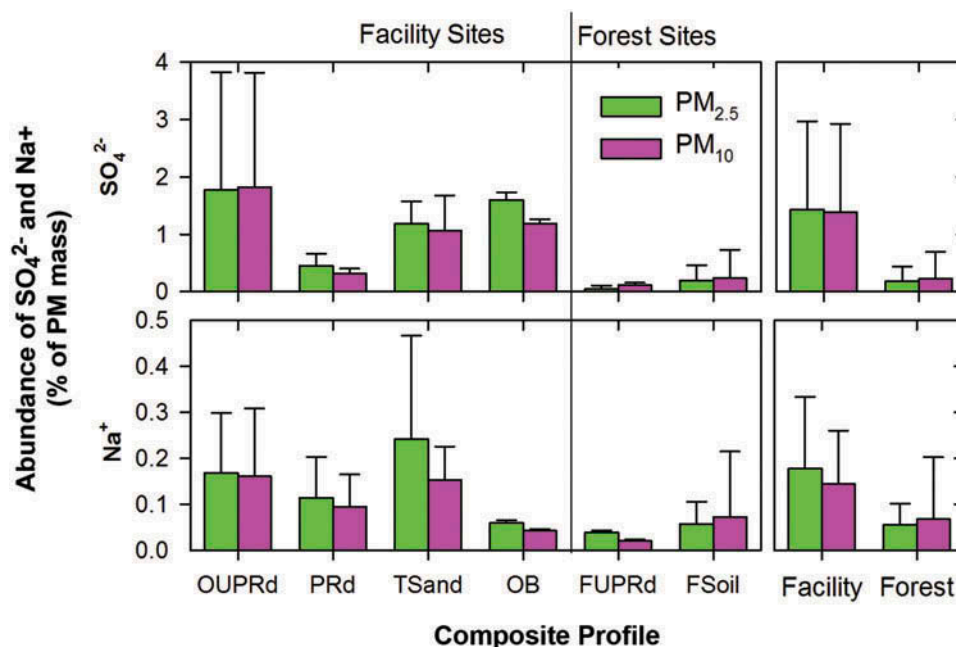 Facility Sites
Forest Sites
Abundance of SO₄²⁻ and Na+
(% of PM mass)
SO₄²⁻
4
3
2
1
0
PM₂.₅
PM₁₀
Na⁺
0.5
0.4
0.3
0.2
0.1
0.0
OUPRd PRd TSand OB FUPRd FSoil Facility Forest
Composite Profile